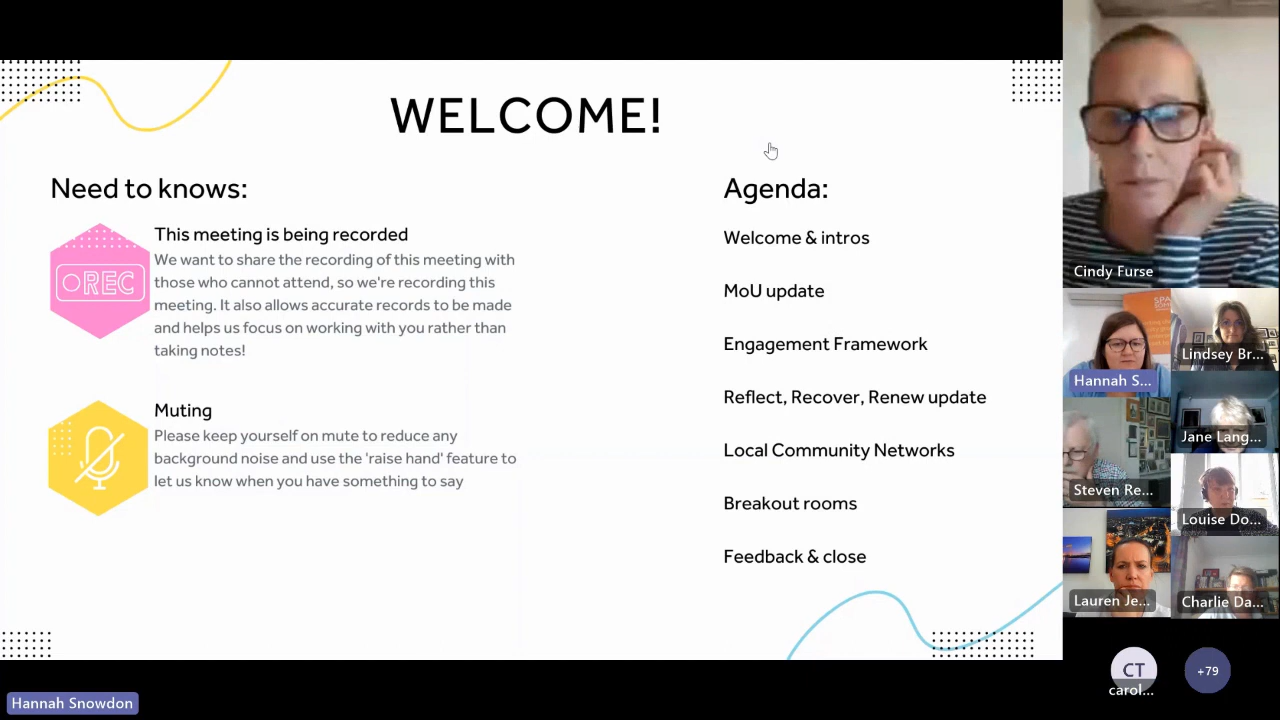 WELCOME!
Need to knows:
REC
This meeting is being recorded
We want to share the recording of this meeting with
those who cannot attend, so we're recording this
meeting. It also allows accurate records to be made
and helps us focus on working with you rather than
taking notes!
Muting
Please keep yourself on mute to reduce any
background noise and use the 'raise hand' feature to
let us know when you have something to say
Agenda:
Welcome & intros
MoU update
Engagement Framework
Reflect, Recover, Renew update
Local Community Networks
Breakout rooms
Feedback & close
Cindy Furse
Hannah S...
Lindsey Br...
Steven Re...
Jane Lang...
Louise Do...
Lauren Je...
Charlie Da...
CT
carol...
+79
Hannah Snowdon